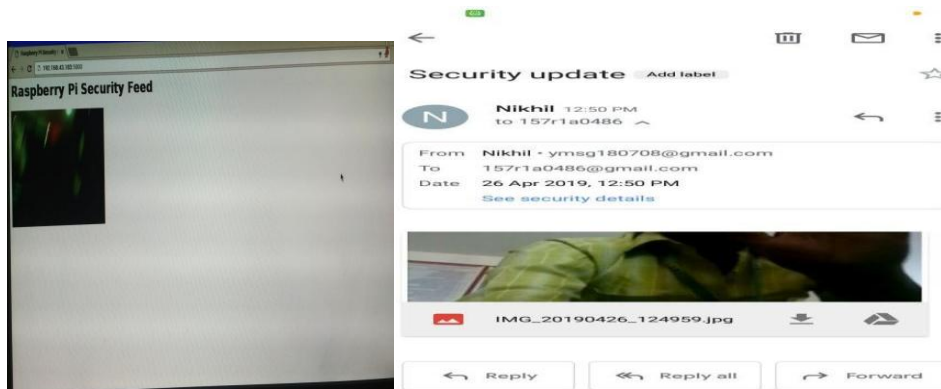 Raspberry Pi Security Feed
Security update Add label
N
Nikhil 12:50 PM
to 157r1a0486
From Nikhil • ymsg180708@gmail.com
To 157r1a0486@gmail.com
Date 26 Apr 2019, 12:50 PM
See security details
IMG_20190426_124959.jpg
Reply
Reply all
Forward